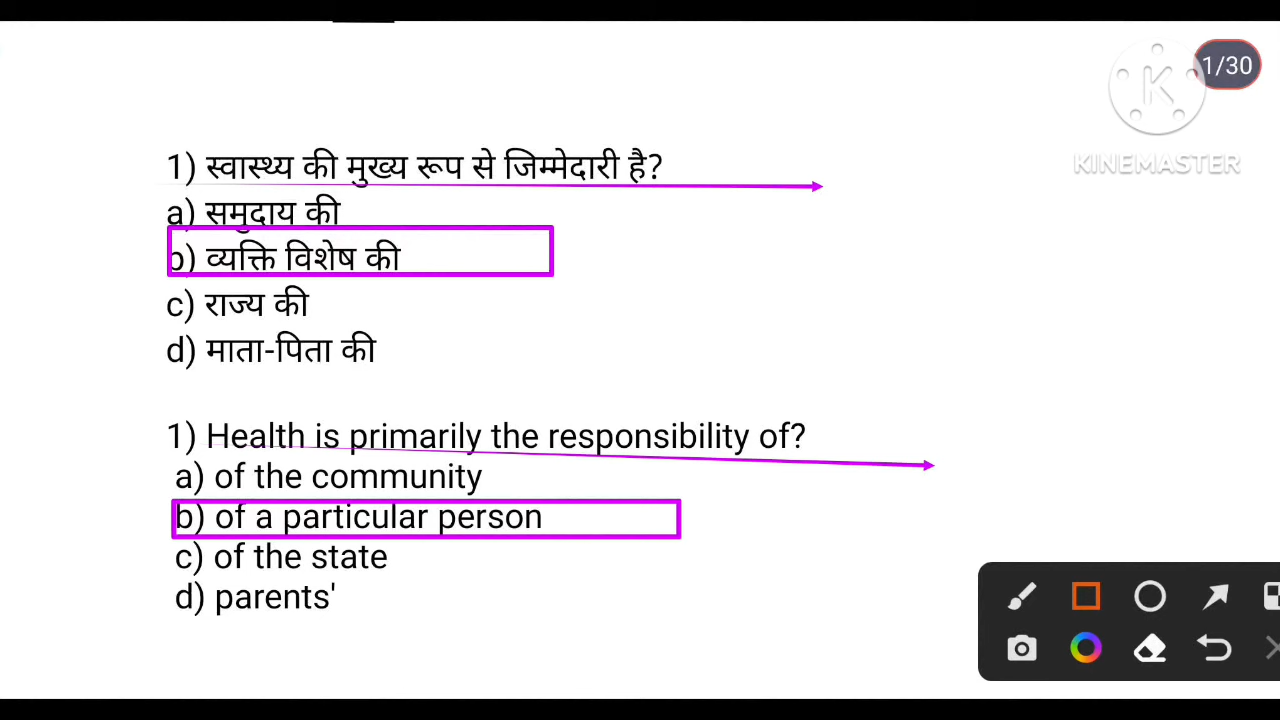 1/30
KINEMASTER
1) स्वास्थ्य की मुख्य रूप से जिम्मेदारी है?
a) समुदाय की
b) व्यक्ति विशेष की
c) राज्य की
d) माता-पिता की
1) Health is primarily the responsibility of?
a) of the community
b) of a particular person
c) of the state
d) parents'